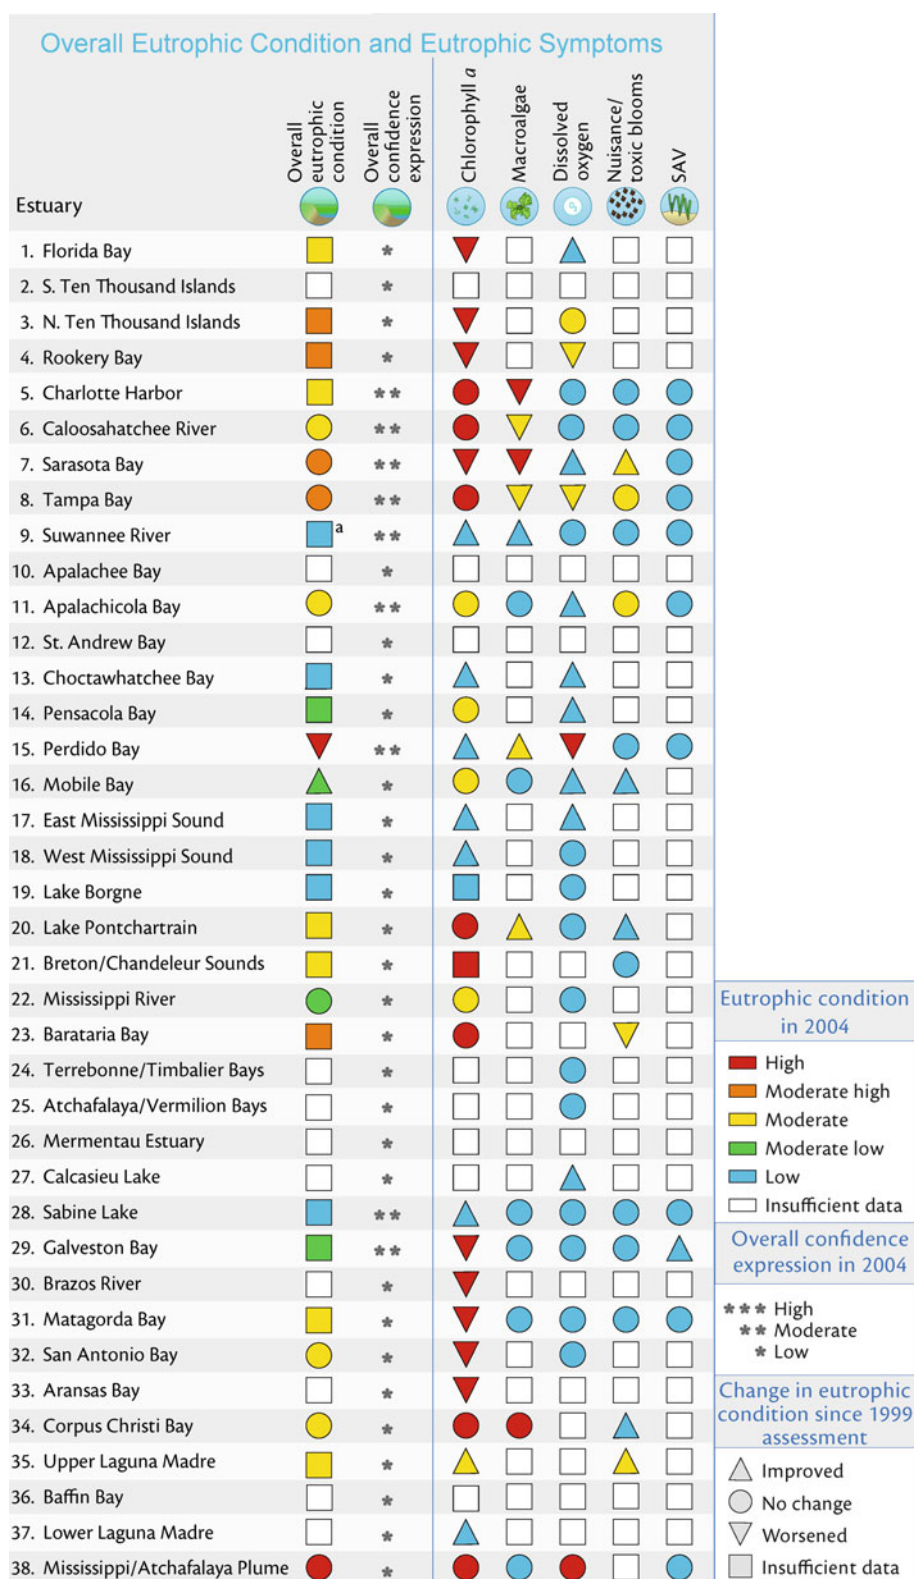 Overall Eutrophic Condition and Eutrophic Symptoms
Estuary
Overall
eutrophic
condition
Overall
confidence
expression
Chlorophyll a
Macroalgae
Dissolved
oxygen
Nuisance/
toxic blooms
SAV
1. Florida Bay *
2. S. Ten Thousand Islands *
3. N. Ten Thousand Islands *
4. Rookery Bay *
5. Charlotte Harbor **
6. Caloosahatchee River **
7. Sarasota Bay **
8. Tampa Bay **
9. Suwannee River a **
10. Apalachee Bay *
11. Apalachicola Bay **
12. St. Andrew Bay *
13. Choctawhatchee Bay *
14. Pensacola Bay *
15. Perdido Bay **
16. Mobile Bay *
17. East Mississippi Sound *
18. West Mississippi Sound *
19. Lake Borgne *
20. Lake Pontchartrain *
21. Breton/Chandeleur Sounds *
22. Mississippi River *
23. Barataria Bay *
24. Terrebonne/Timbalier Bays *
25. Atchafalaya/Vermilion Bays *
26. Mermentau Estuary *
27. Calcasieu Lake *
28. Sabine Lake **
29. Galveston Bay **
30. Brazos River *
31. Matagorda Bay *
32. San Antonio Bay *
33. Aransas Bay *
34. Corpus Christi Bay *
35. Upper Laguna Madre *
36. Baffin Bay *
37. Lower Laguna Madre *
38. Mississippi/Atchafalaya Plume *
Eutrophic condition
in 2004
High
Moderate high
Moderate
Moderate low
Low
Insufficient data
Overall confidence
expression in 2004
*** High
** Moderate
* Low
Change in eutrophic
condition since 1999
assessment
Improved
No change
Worsened
Insufficient data